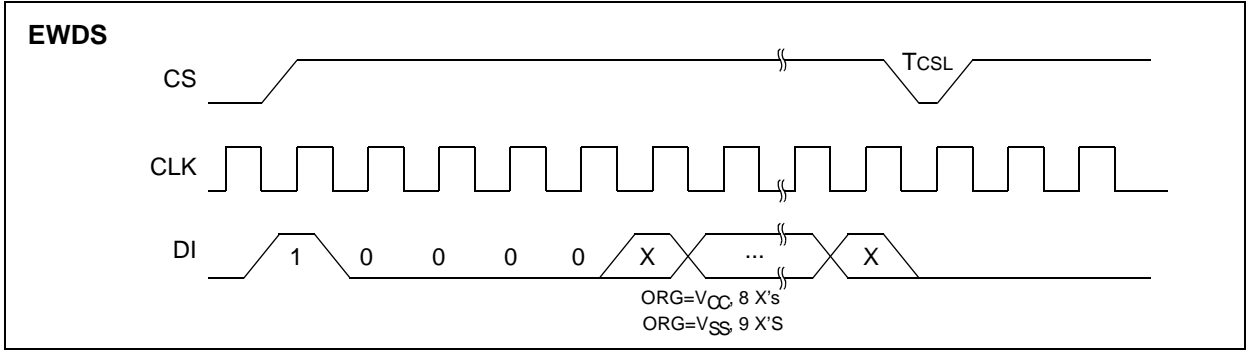 EWDS
CS
TCSL
CLK
DI
1 0 0 0 0 X ... X
ORG=VCC, 8 X's
ORG=VSS, 9 X'S